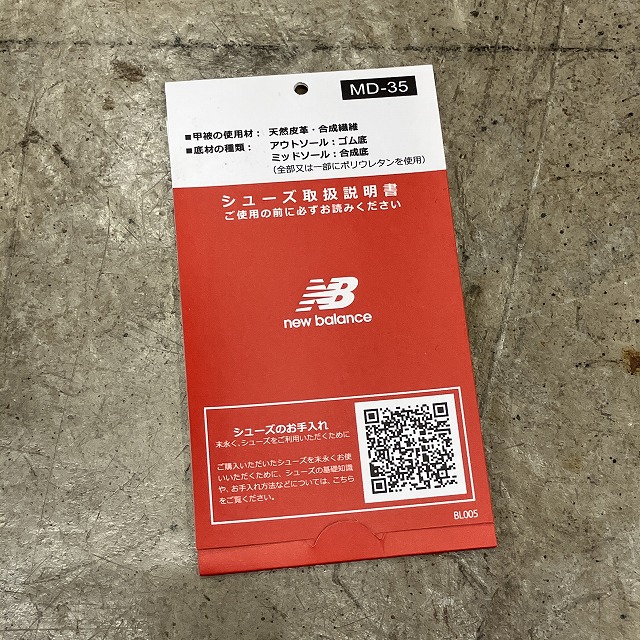 MD-35
■甲被の使用材： 天然皮革・合成繊維
■底材の種類： アウトソール：ゴム底
ミッドソール：合成底
（全部又は一部にポリウレタンを使用）
シューズ取扱説明書
ご使用の前に必ずお読みください
NB
new balance
シューズのお手入れ
末永く、シューズをご利用いただくために
ご購入いただいたシューズを末永くお使
いいただくために、シューズの基礎知識
や、お手入れ方法などについては、こちら
をご覧ください。
BL005